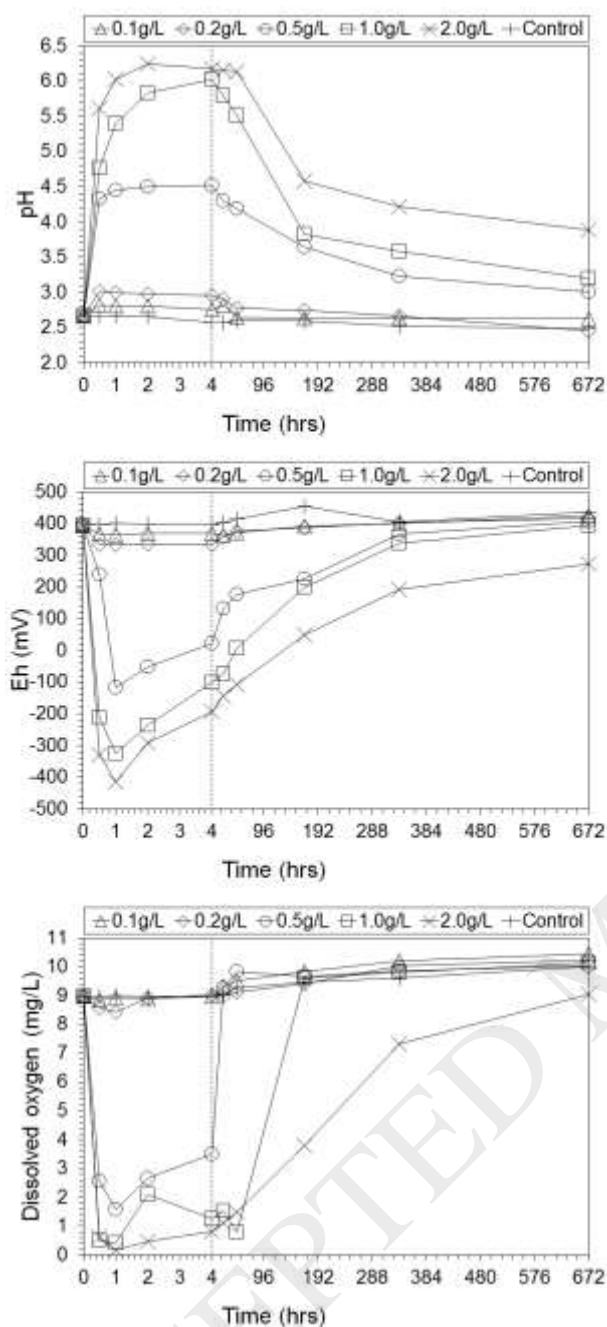 0.1g/L 0.2g/L 0.5g/L 1.0g/L 2.0g/L Control
6.5
6.0
5.5
5.0
4.5
4.0
3.5
3.0
2.5
2.0
pH
0 1 2 3 4 96 192 288 384 480 576 672
Time (hrs)
0.1g/L 0.2g/L 0.5g/L 1.0g/L 2.0g/L Control
500
400
300
200
100
0
-100
-200
-300
-400
-500
Eh (mV)
0 1 2 3 4 96 192 288 384 480 576 672
Time (hrs)
0.1g/L 0.2g/L 0.5g/L 1.0g/L 2.0g/L Control
11
10
9
8
7
6
5
4
3
2
1
0
Dissolved oxygen (mg/L)
0 1 2 3 4 96 192 288 384 480 576 672
Time (hrs)
EPTED M